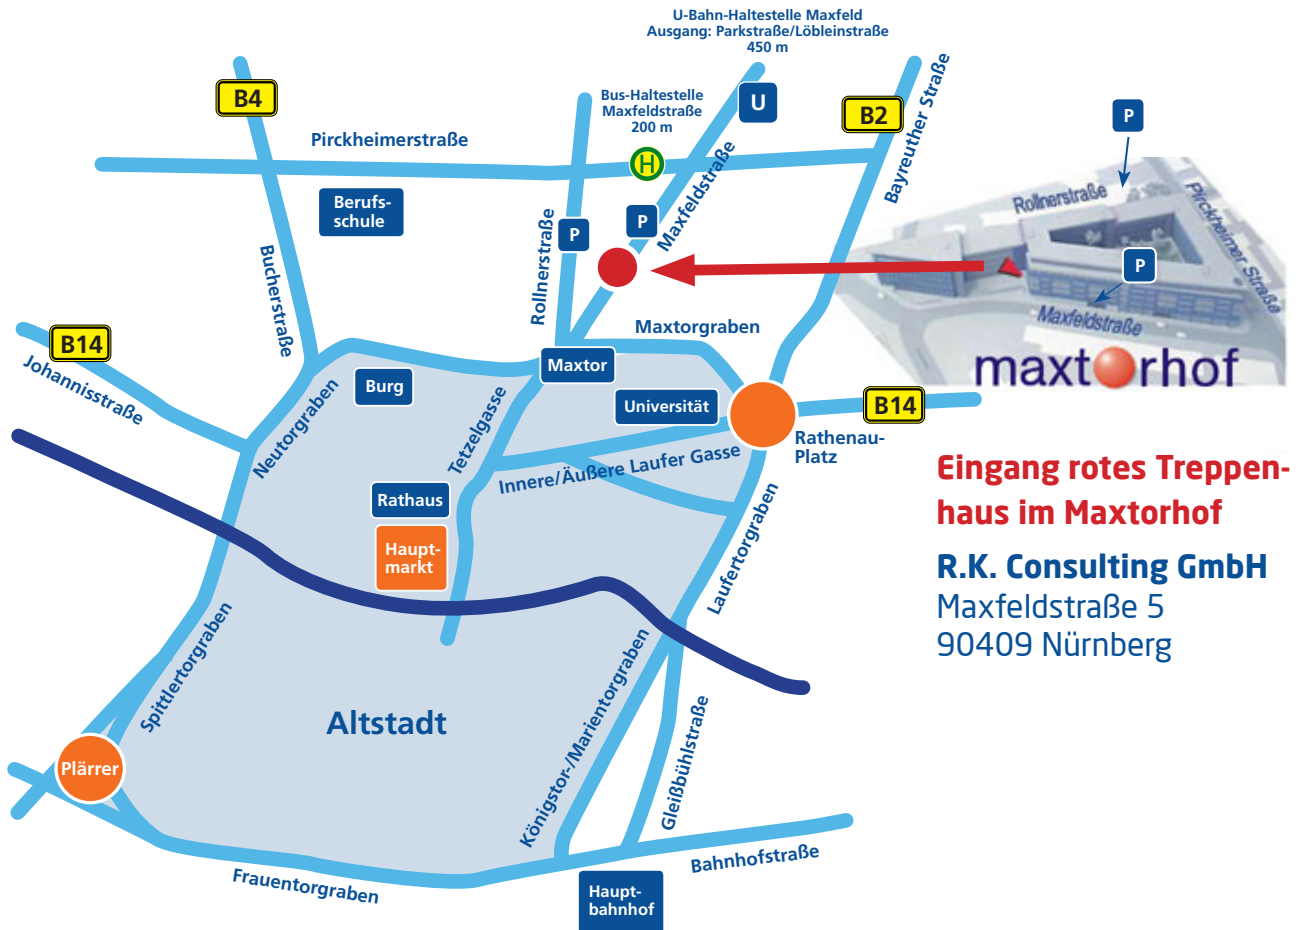 U-Bahn-Haltestelle Maxfeld
Ausgang: Parkstraße/Löbleinstraße
450 m
B4
Bus-Haltestelle
Maxfeldstraße
200 m
U
B2
Bayreuther Straße
P
Pirckheimerstraße
H
Berufs-
schule
Bucherstraße
Rollnerstraße
P
P
Maxfeldstraße
Rollnerstraße
Pirckheimer Straße
P
Maxfeldstraße
maxtorhof
B14
Johannisstraße
Maxtorgraben
Maxtor
Burg
Neutorgraben
Tetzelgasse
Universität
B14
Rathenau-
Platz
Innere/Äußere Laufer Gasse
Rathaus
Haupt-
markt
Laufertorgraben
Eingang rotes Treppen-
haus im Maxtorhof
R.K. Consulting GmbH
Maxfeldstraße 5
90409 Nürnberg
Spittlertorgraben
Altstadt
Königstor-/Marientorgraben
Gleißbühlstraße
Plärrer
Frauentorgraben
Bahnhofstraße
Haupt-
bahnhof